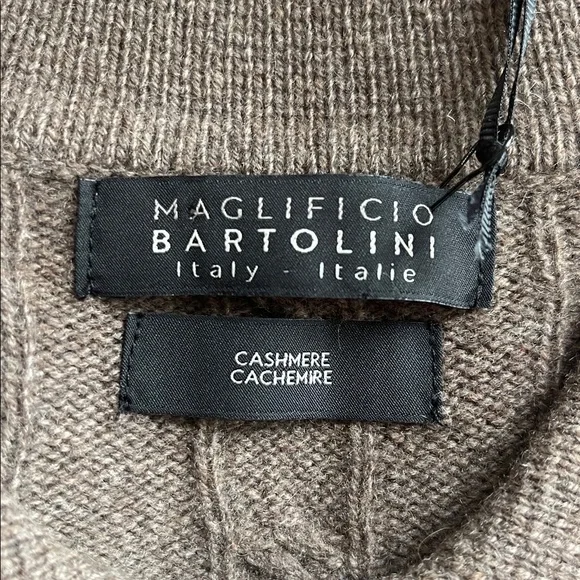 MAGLIFICIO
BARTOLINI
Italy - Italie
CASHMERE
CACHEMIRE